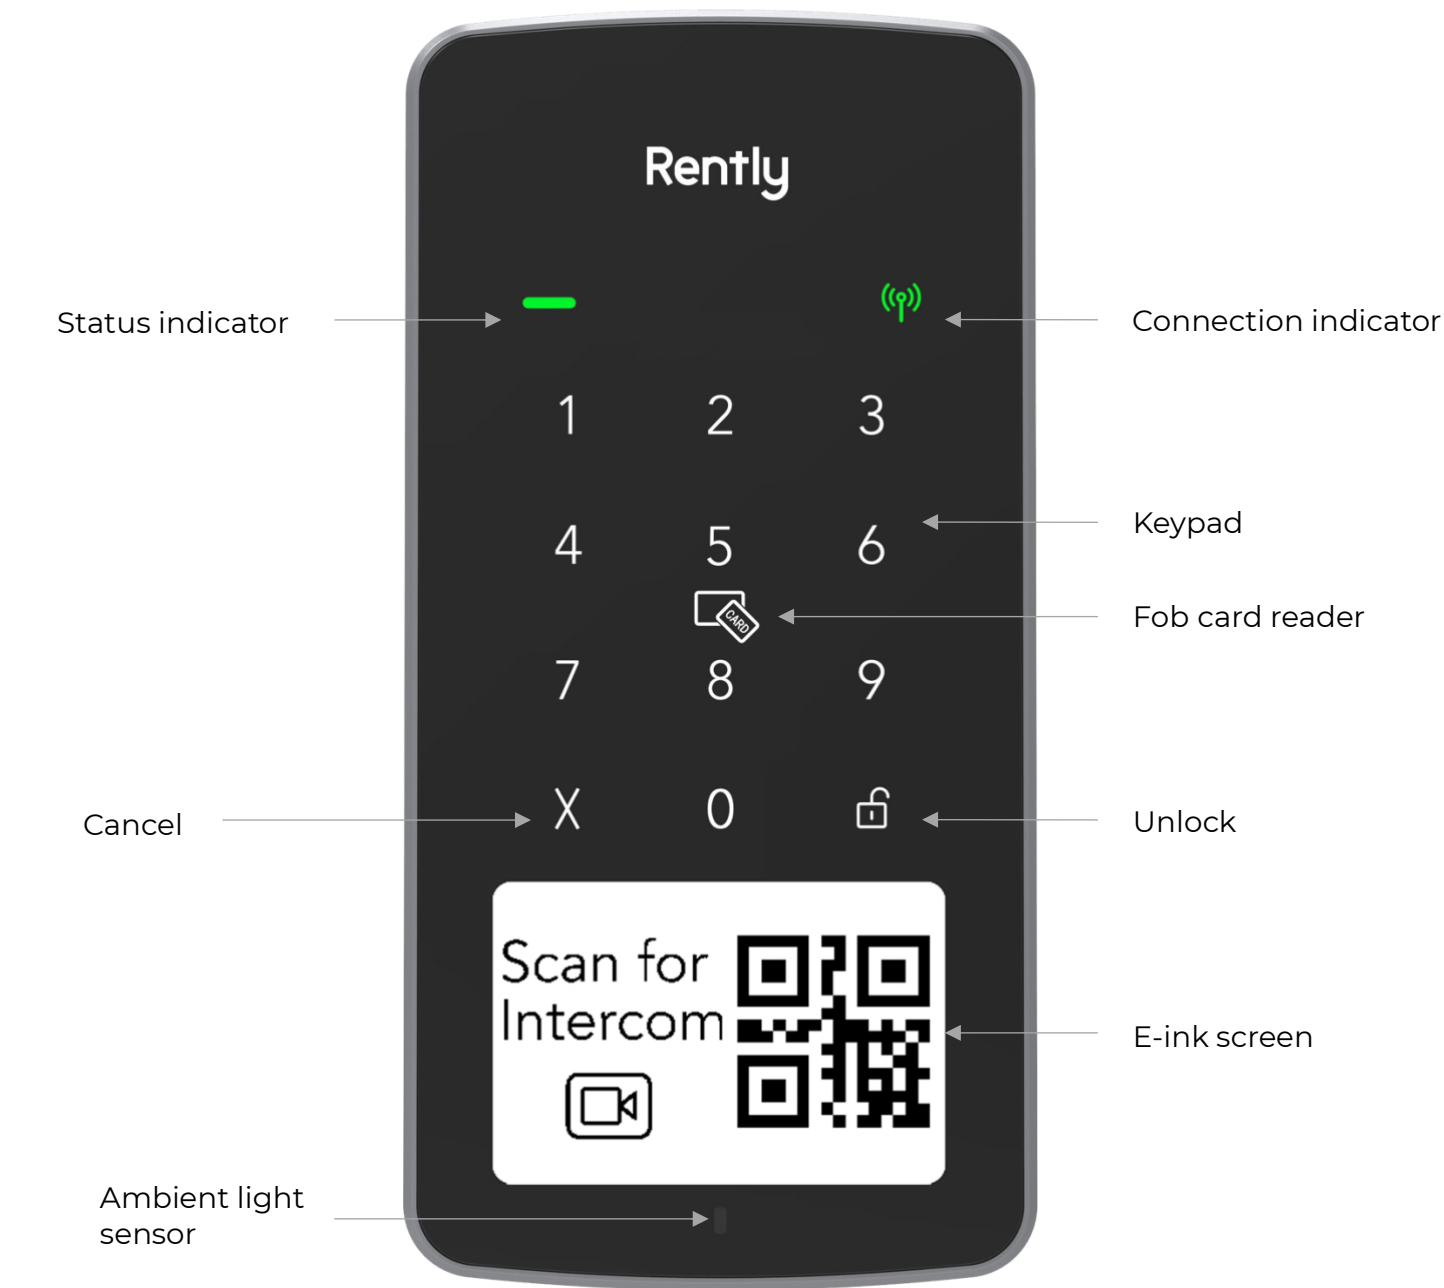 Rently
Status indicator
Connection indicator
1 2 3
Keypad
4 5 6
CARD
Fob card reader
7 8 9
Cancel
X 0
Unlock
Scan for
Intercom
E-ink screen
Ambient light
sensor